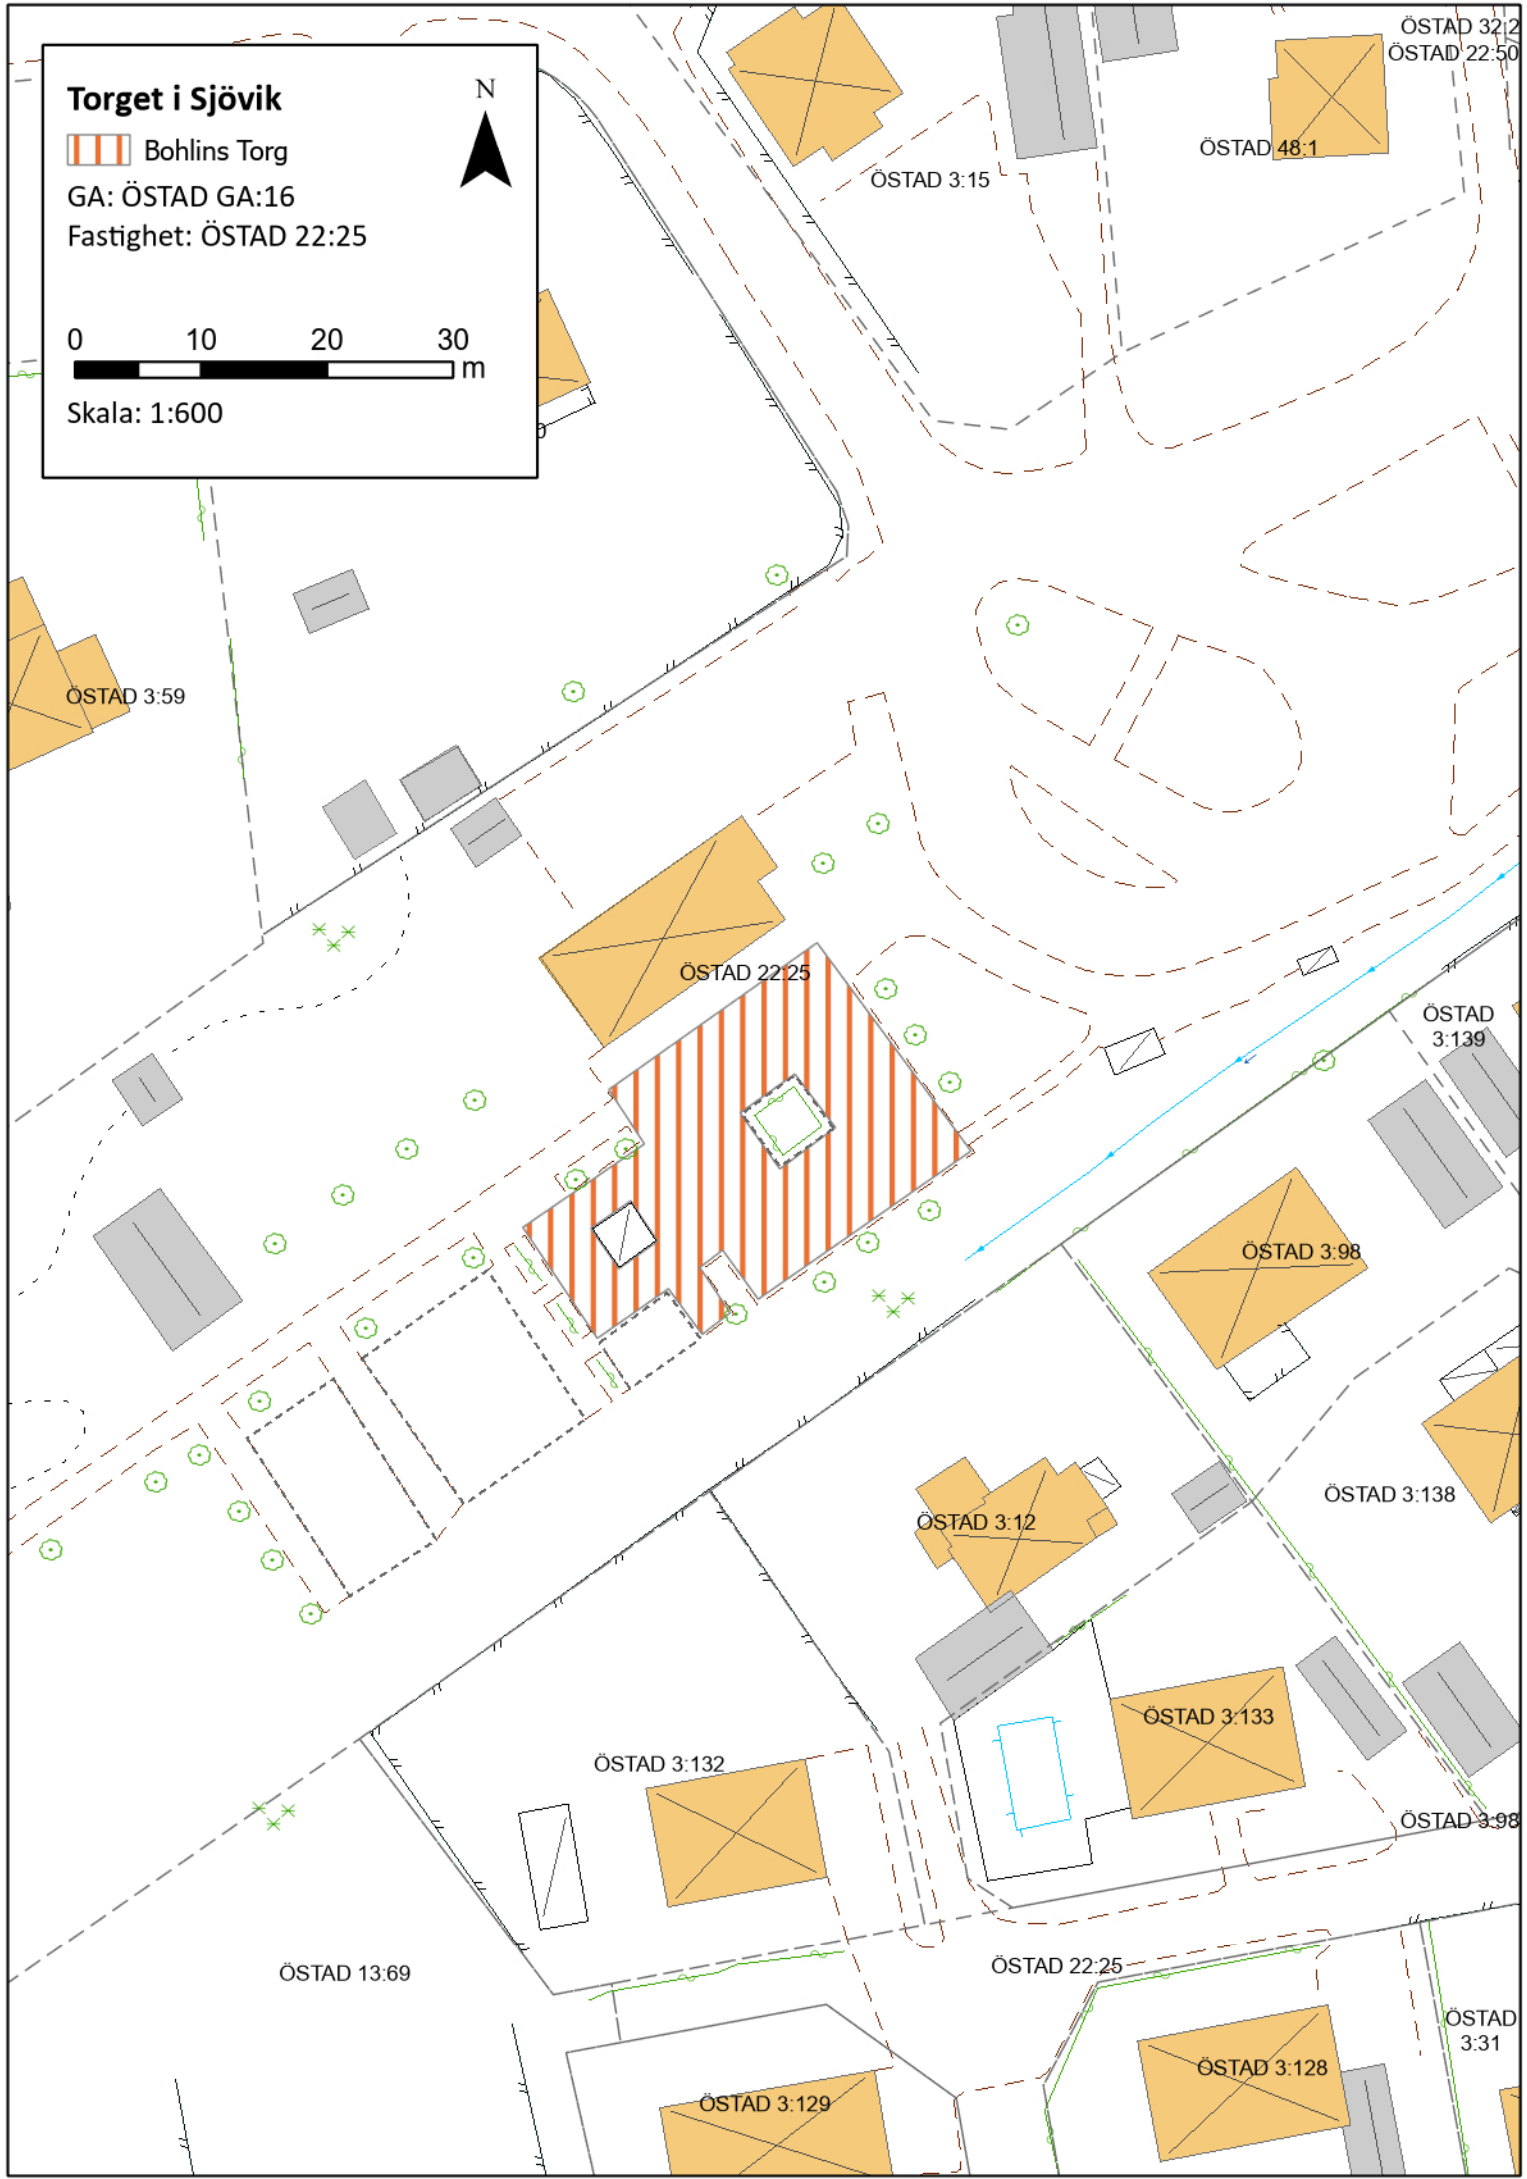 Torget i Sjövik
N
Bohlins Torg
GA: ÖSTAD GA:16
Fastighet: ÖSTAD 22:25
0 10 20 30
m
Skala: 1:600
ÖSTAD 32:2
ÖSTAD 22:50
ÖSTAD 48:1
ÖSTAD 3:15
ÖSTAD 3:59
ÖSTAD 22:25
ÖSTAD
3:139
ÖSTAD 3:98
ÖSTAD 3:138
ÖSTAD 3:12
ÖSTAD 3:133
ÖSTAD 3:132
ÖSTAD 3:98
ÖSTAD 22:25
ÖSTAD 13:69
ÖSTAD
3:31
ÖSTAD 3:128
ÖSTAD 3:129